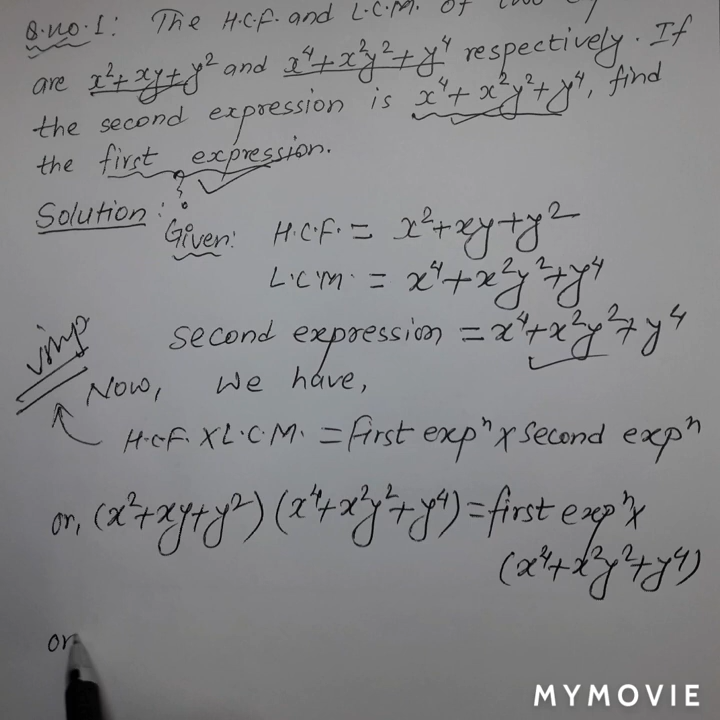 Q.no.1: The H.C.F. and L.C.M. of two
are x²+xy+y² and x⁴+x²y²+y⁴ respectively. If
the second expression is x⁴+x²y²+y⁴, find
the first expression.
Solution:
Given: H.C.F. = x²+xy+y²
L.C.M. = x⁴+x²y²+y⁴
second expression = x⁴+x²y²+y⁴
vimp
Now, we have,
H.C.F. X L.C.M. = first expⁿ x second expⁿ
or, (x²+xy+y²) (x⁴+x²y²+y⁴) = first expⁿ x
(x⁴+x²y²+y⁴)
or
MYMOVIE